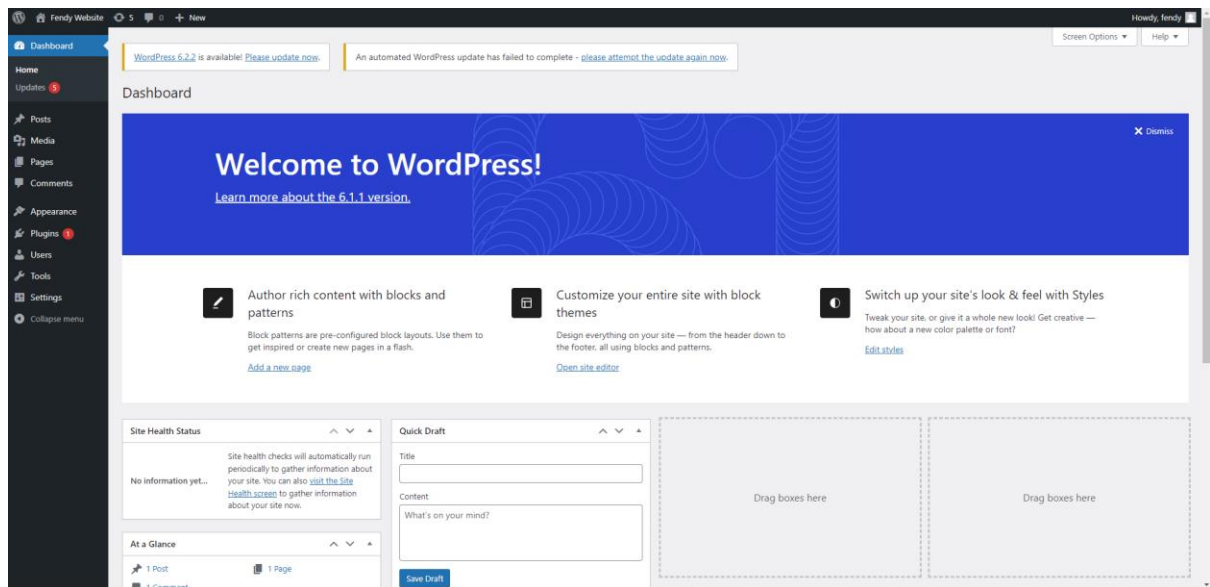 Fendy Website 5 0 + New
Howdy, fendy
Dashboard
Home
Updates 5
Posts
Media
Pages
Comments
Appearance
Plugins 1
Users
Tools
Settings
Collapse menu
Screen Options
Help
WordPress 6.2.2 is available! Please update now.
An automated WordPress update has failed to complete - please attempt the update again now.
Dashboard
Dismiss
Welcome to WordPress!
Learn more about the 6.1.1 version.
Author rich content with blocks and
patterns
Block patterns are pre-configured block layouts. Use them to
get inspired or create new pages in a flash.
Add a new page
Customize your entire site with block
themes
Design everything on your site — from the header down to
the footer, all using blocks and patterns.
Open site editor
Switch up your site's look & feel with Styles
Tweak your site, or give it a whole new look! Get creative —
how about a new color palette or font?
Edit styles
Site Health Status
No information yet...
Site health checks will automatically run
periodically to gather information about
your site. You can also visit the Site
Health screen to gather information
about your site now.
At a Glance
1 Post
1 Page
1 Comment
Quick Draft
Title
Content
What's on your mind?
Save Draft
Drag boxes here
Drag boxes here